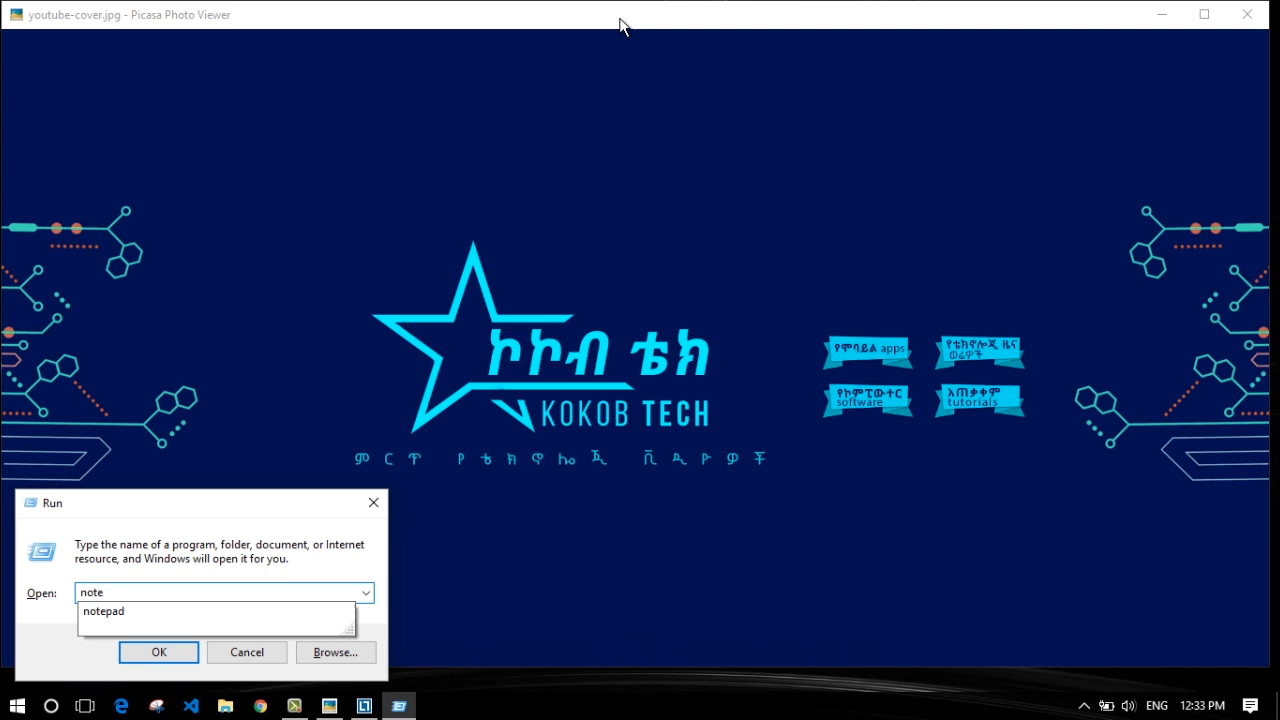 youtube-cover.jpg - Picasa Photo Viewer
ኮኮብ ቴክ
KOKOB TECH
ምርጥ የቴክኖሎጂ ቪዲዮዎች
የሞባይል apps
የቴክኖሎጂ ዜና
ወሬዎች
የኮምፒውተር
software
አጠቃቀም
tutorials
Run
Type the name of a program, folder, document, or Internet
resource, and Windows will open it for you.
Open:
note
notepad
OK
Cancel
Browse...
ENG
12:33 PM